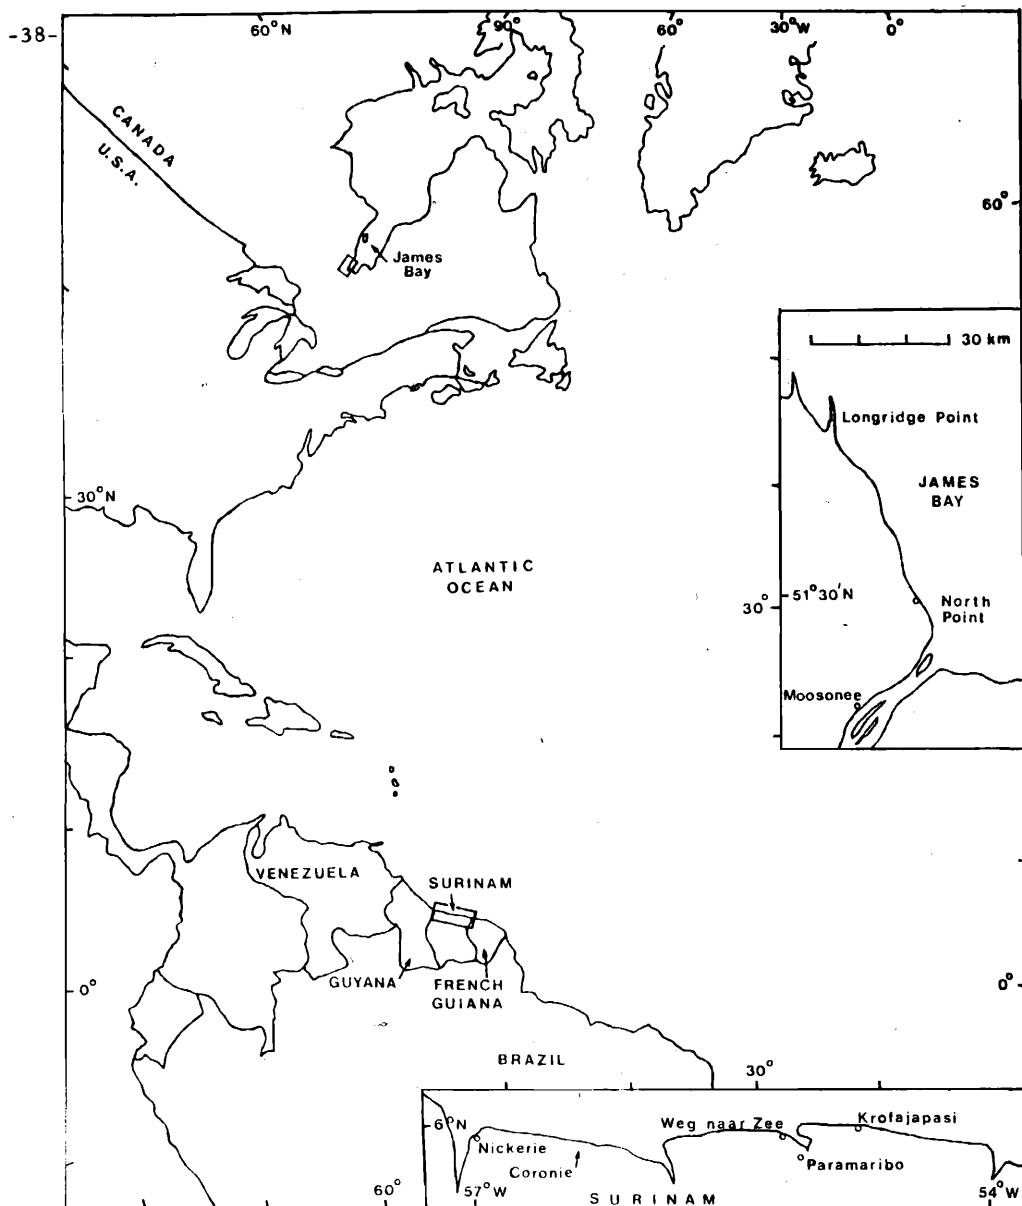 -38-
60°N
90°
60°
30°W
0°
CANADA
U.S.A.
60°
James
Bay
30 km
Longridge Point
JAMES
BAY
30°N
ATLANTIC
OCEAN
30°
51°30'N
North
Point
Moosonee
VENEZUELA
SURINAM
GUYANA
FRENCH
GUIANA
0°
0°
BRAZIL
30°
6°N
Nickerie
Coronie
Weg naar Zee
Krofajapasi
Paramaribo
60°
57°W
SURINAM
54°W